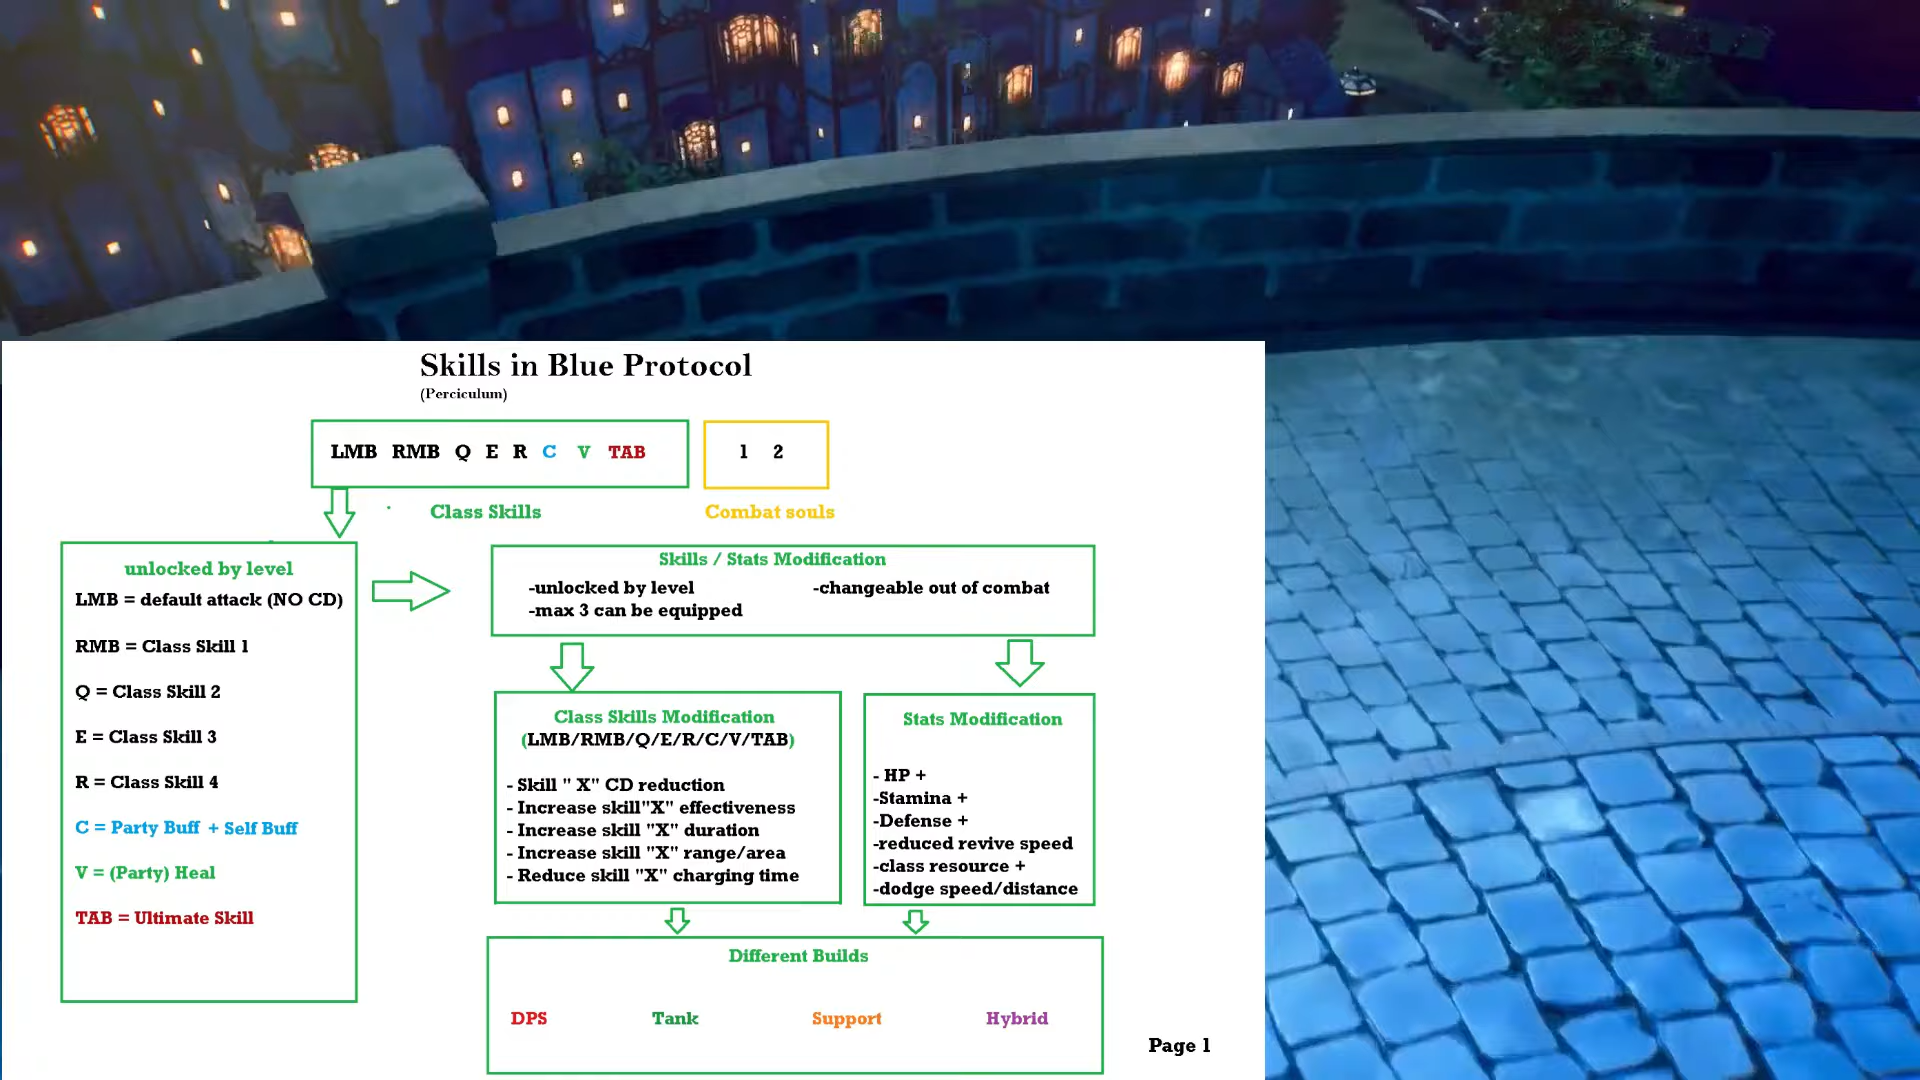 Skills in Blue Protocol
(Perciculum)
LMB RMB Q E R C V TAB
1 2
Class Skills
Combat souls
unlocked by level
LMB = default attack (NO CD)
RMB = Class Skill 1
Q = Class Skill 2
E = Class Skill 3
R = Class Skill 4
C = Party Buff + Self Buff
V = (Party) Heal
TAB = Ultimate Skill
Skills / Stats Modification
-unlocked by level
-changeable out of combat
-max 3 can be equipped
Class Skills Modification
(LMB/RMB/Q/E/R/C/V/TAB)
- Skill " X" CD reduction
- Increase skill"X" effectiveness
- Increase skill "X" duration
- Increase skill "X" range/area
- Reduce skill "X" charging time
Stats Modification
- HP +
-Stamina +
-Defense +
-reduced revive speed
-class resource +
-dodge speed/distance
Different Builds
DPS Tank Support Hybrid
Page 1